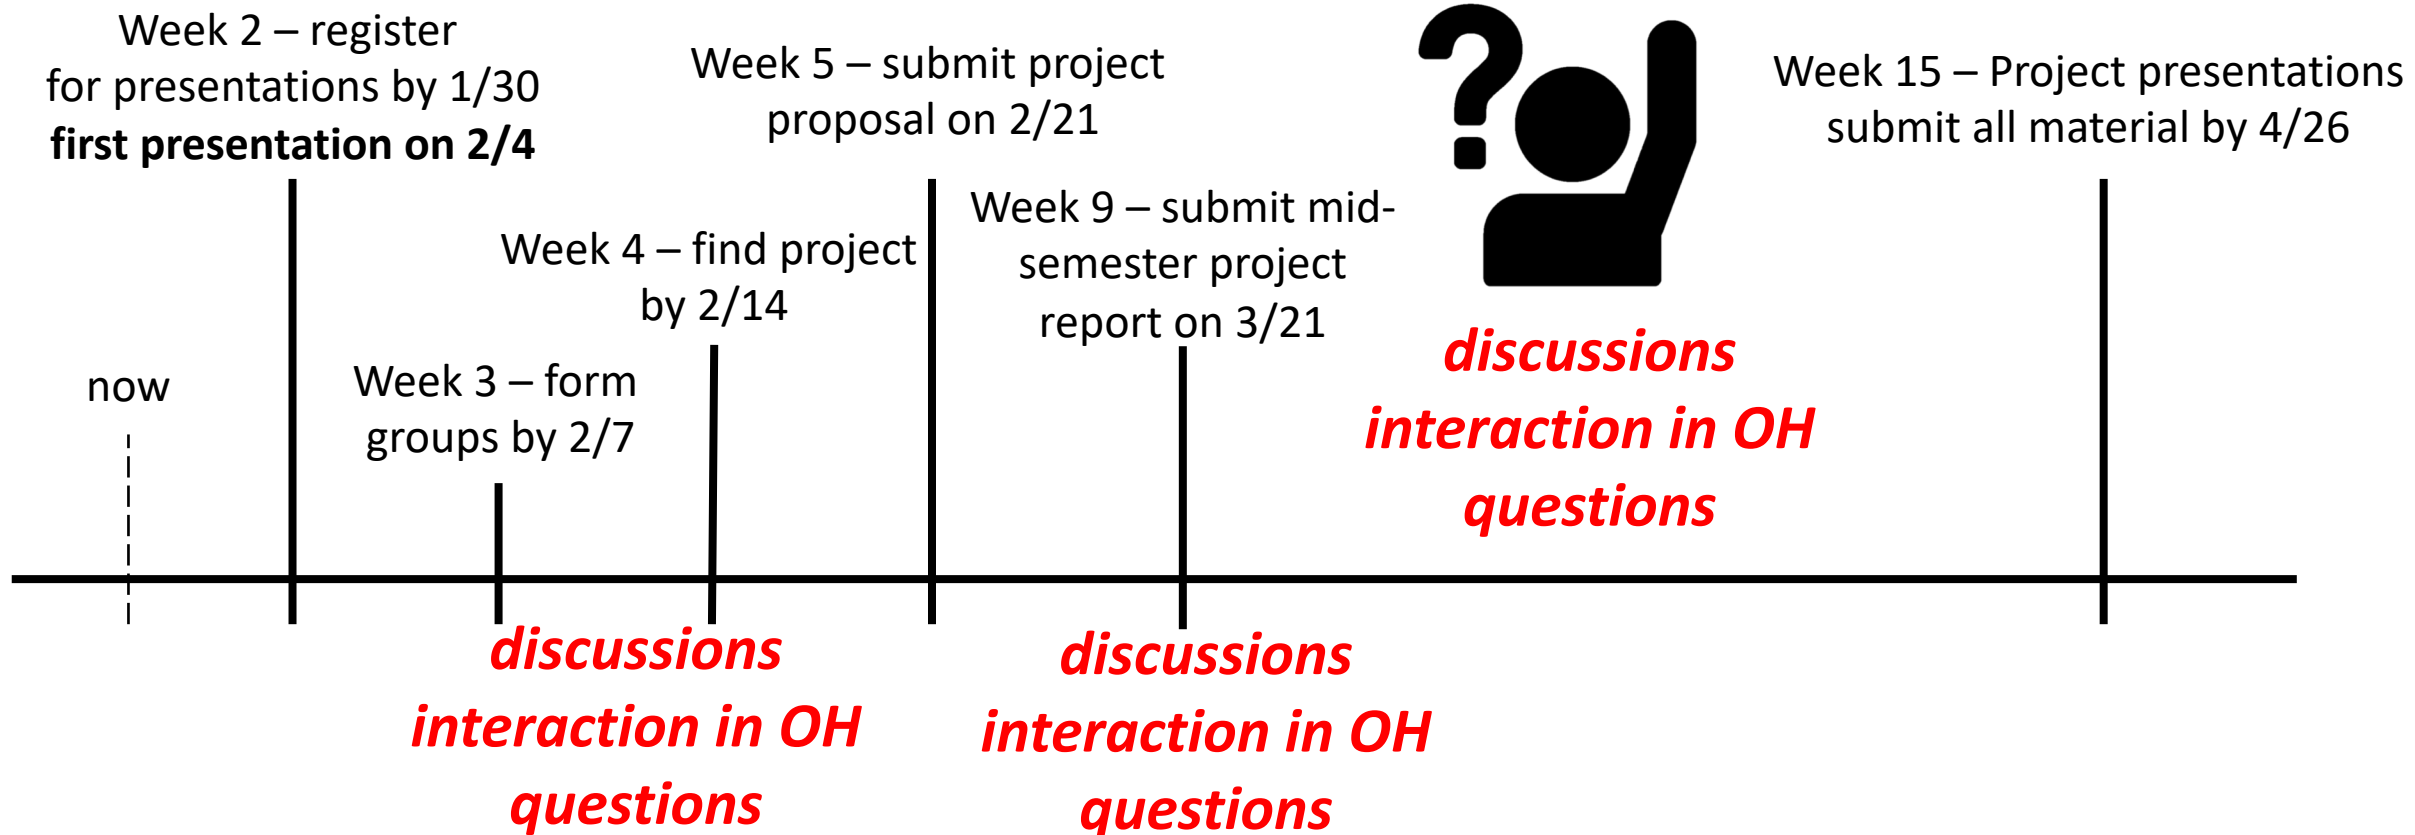 Week 2 – register
for presentations by 1/30
first presentation on 2/4
now
Week 3 – form
groups by 2/7
Week 4 – find project
by 2/14
Week 5 – submit project
proposal on 2/21
Week 9 – submit mid-
semester project
report on 3/21
?
discussions
interaction in OH
questions
Week 15 – Project presentations
submit all material by 4/26
discussions
interaction in OH
questions
discussions
interaction in OH
questions